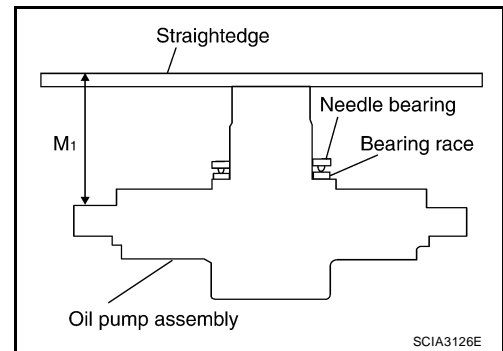 Straightedge
Needle bearing
M1
Bearing race
Oil pump assembly
SCIA3126E